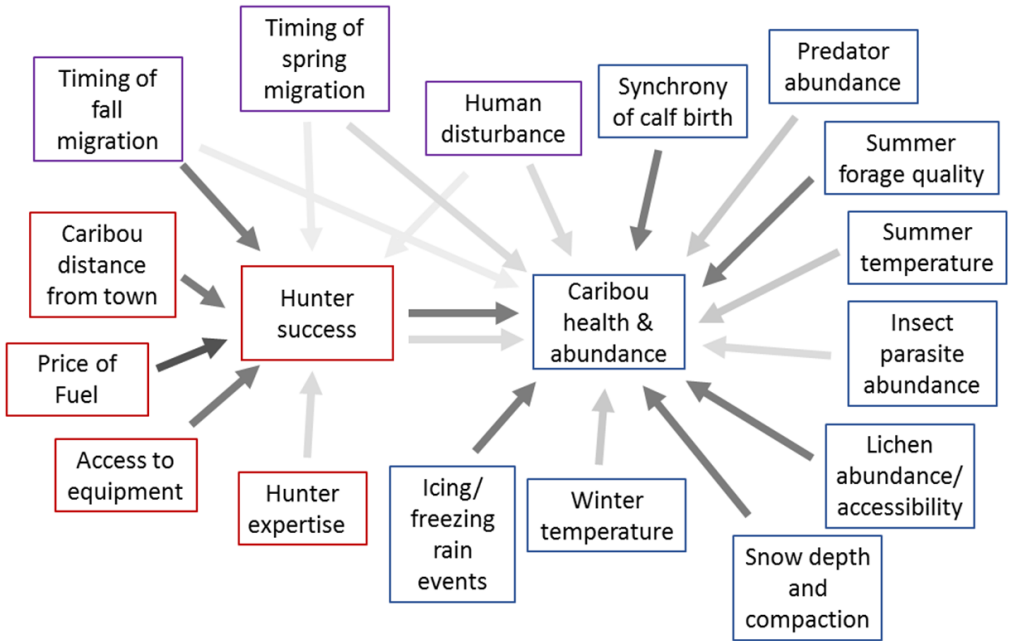 Timing of
spring
migration
Timing of
fall
migration
Human
disturbance
Synchrony
of calf birth
Predator
abundance
Summer
forage quality
Caribou
distance
from town
Hunter
success
Caribou
health &
abundance
Summer
temperature
Insect
parasite
abundance
Price of
Fuel
Access to
equipment
Hunter
expertise
Icing/
freezing
rain
events
Winter
temperature
Lichen
abundance/
accessibility
Snow depth
and
compaction